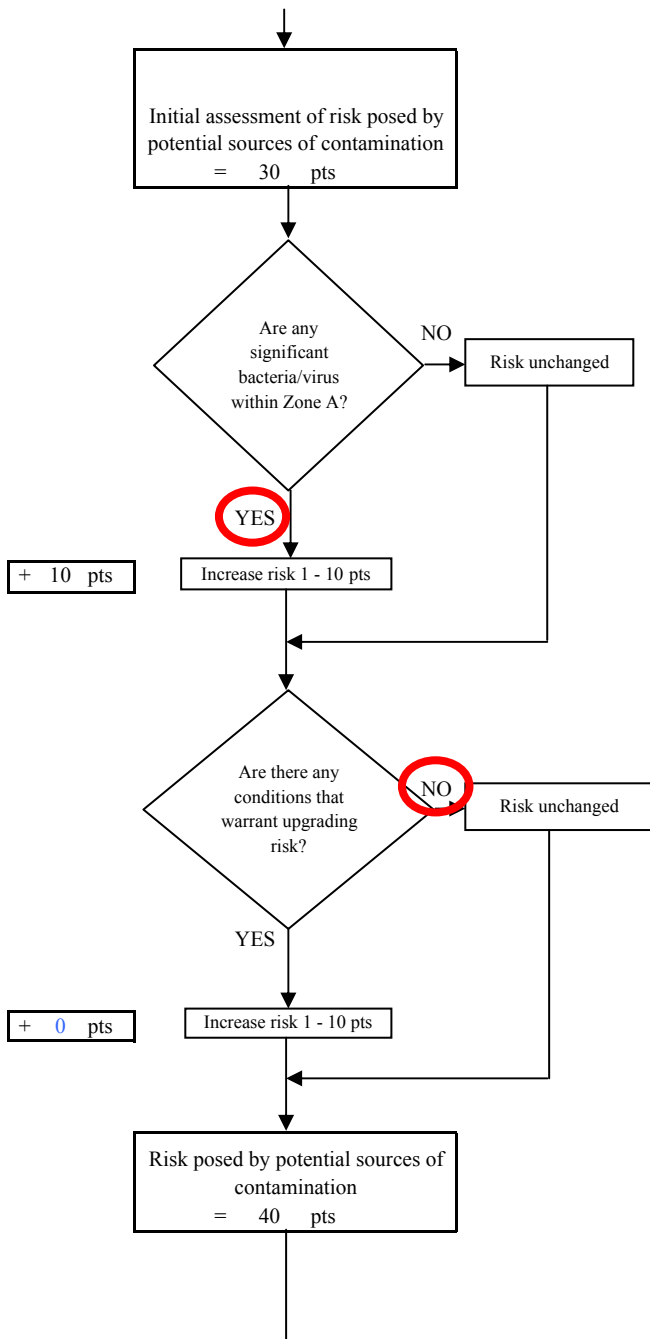 Initial assessment of risk posed by
potential sources of contamination
= 30 pts
Are any
significant
bacteria/virus
within Zone A?
NO
Risk unchanged
YES
+ 10 pts
Increase risk 1 - 10 pts
Are there any
conditions that
warrant upgrading
risk?
NO
Risk unchanged
YES
+ 0 pts
Increase risk 1 - 10 pts
Risk posed by potential sources of
contamination
= 40 pts